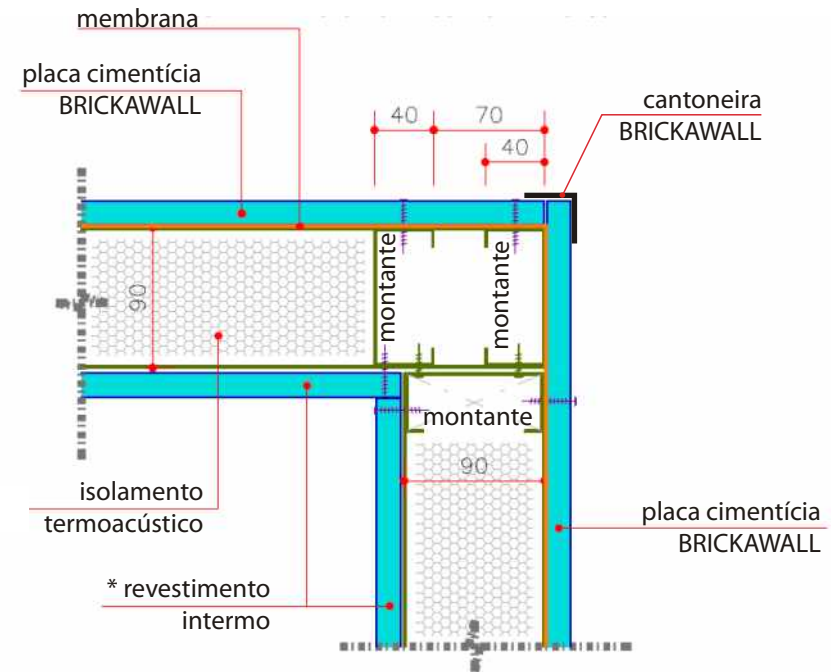 membrana
placa cimentícia
BRICKAWALL
cantoneira
BRICKAWALL
40
70
40
90
montante
montante
montante
90
isolamento
termoacústico
placa cimentícia
BRICKAWALL
* revestimento
intermo